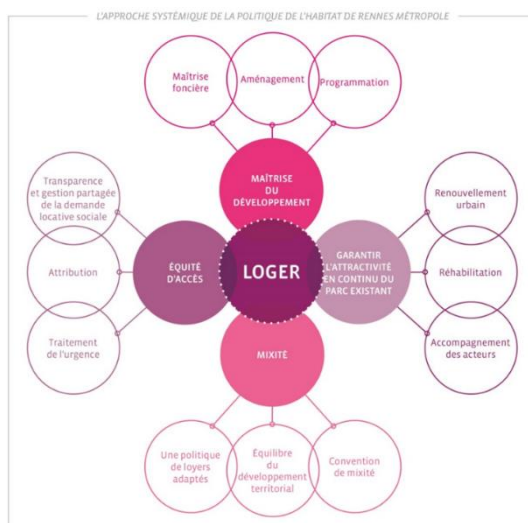 L'APPROCHE SYSTÉMIQUE DE LA POLITIQUE DE L'HABITAT DE RENNES MÉTROPOLE
Maîtrise
foncière
Aménagement
Programmation
MAÎTRISE
DU
DÉVELOPPEMENT
Transparence
et gestion partagée
de la demande
locative sociale
Attribution
Traitement
de l'urgence
ÉQUITÉ
D'ACCÈS
LOGER
GARANTIR
L'ATTRACTIVITÉ
EN CONTINU DU
PARC EXISTANT
Renouvellement
urbain
Réhabilitation
Accompagnement
des acteurs
MIXITÉ
Une politique
de loyers
adaptés
Équilibre
du
développement
territorial
Convention
de mixité